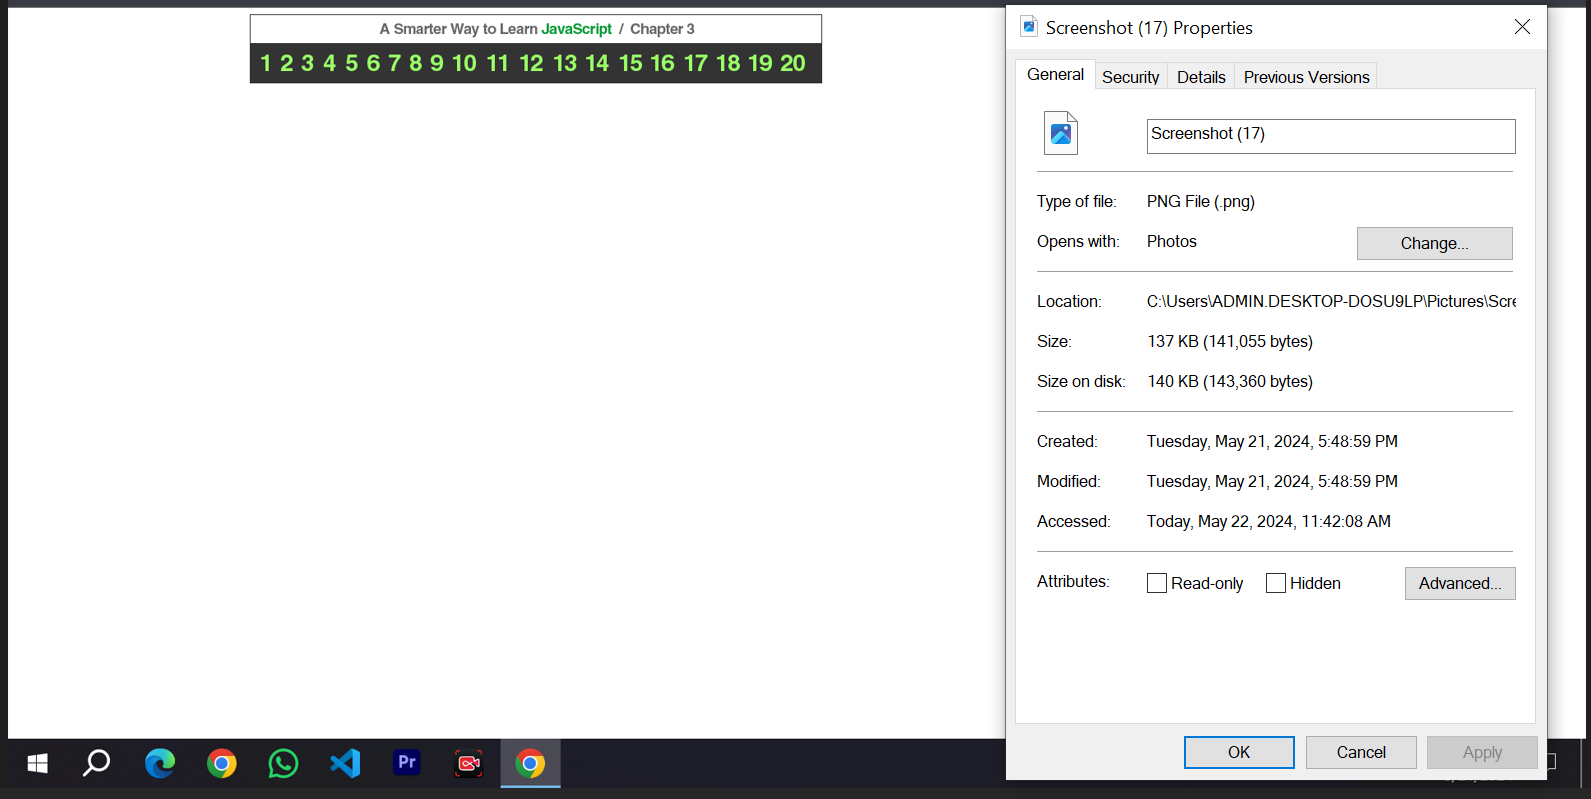 A Smarter Way to Learn JavaScript / Chapter 3
1 2 3 4 5 6 7 8 9 10 11 12 13 14 15 16 17 18 19 20
Screenshot (17) Properties
General Security Details Previous Versions
Screenshot (17)
Type of file: PNG File (.png)
Opens with: Photos Change...
Location: C:\Users\ADMIN.DESKTOP-DOSU9LP\Pictures\Scre
Size: 137 KB (141,055 bytes)
Size on disk: 140 KB (143,360 bytes)
Created: Tuesday, May 21, 2024, 5:48:59 PM
Modified: Tuesday, May 21, 2024, 5:48:59 PM
Accessed: Today, May 22, 2024, 11:42:08 AM
Attributes: Read-only Hidden Advanced...
OK Cancel Apply
Pr